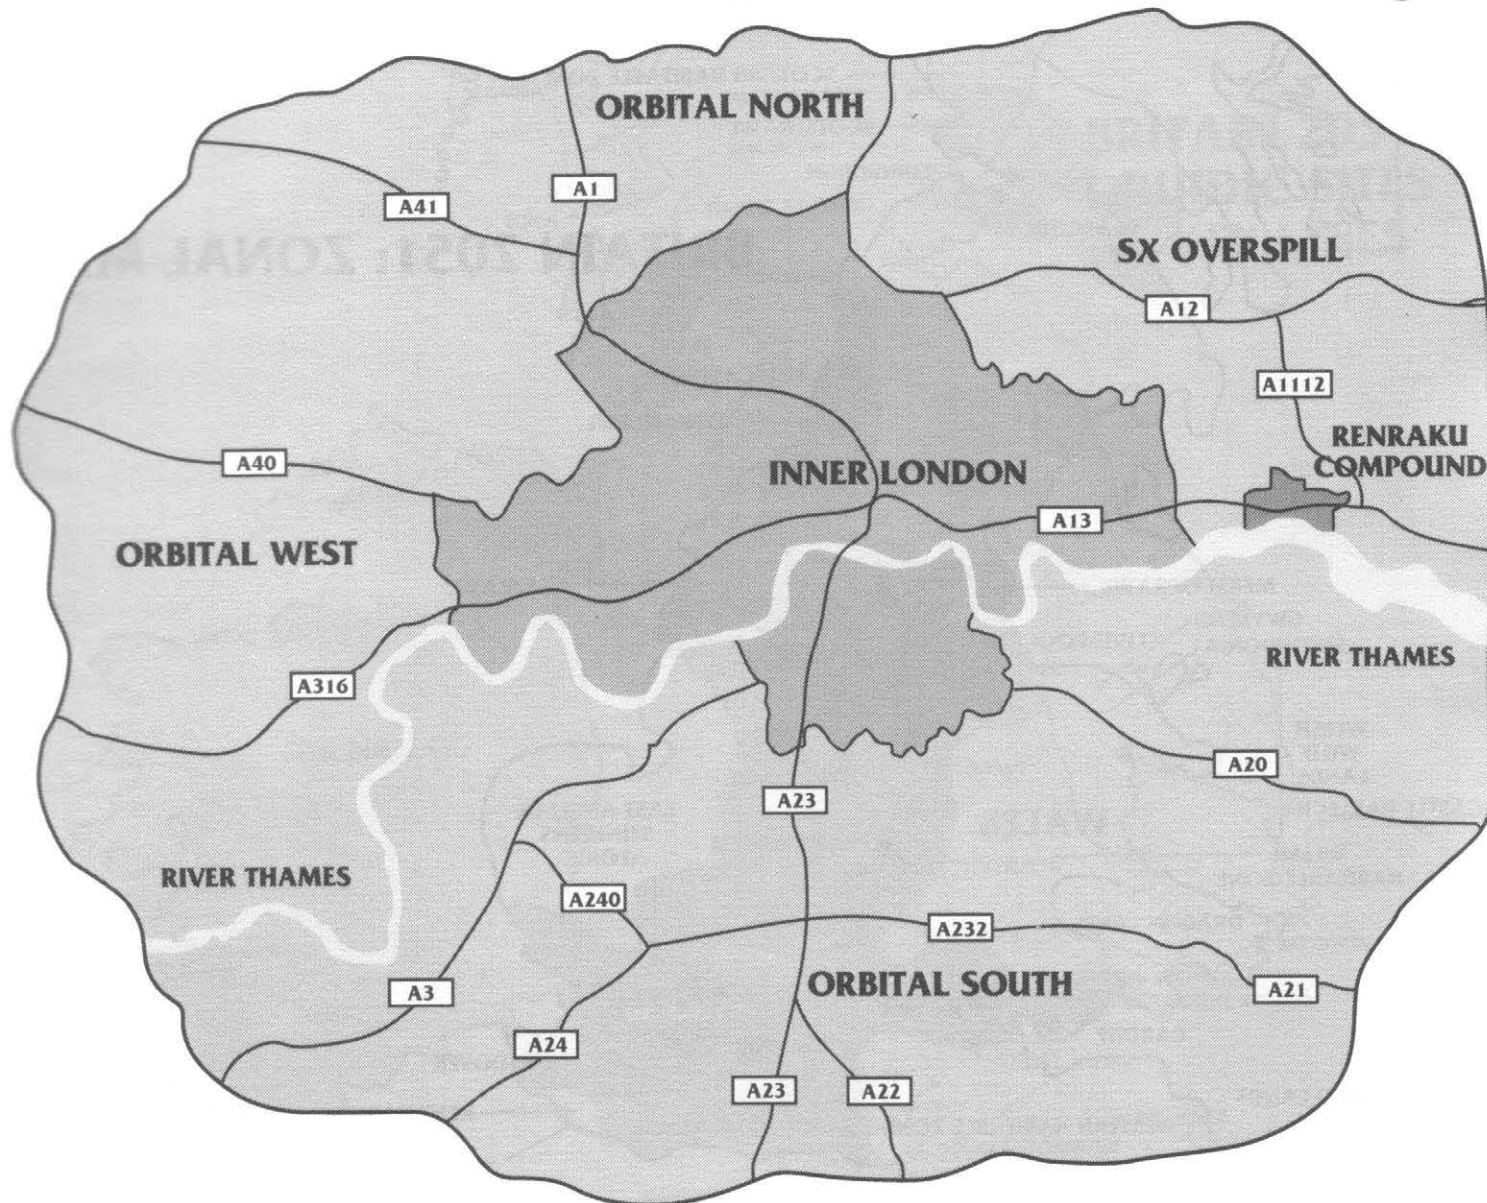 ORBITAL NORTH
A1
A41
SX OVERSPILL
A12
A1112
RENRAKU
COMPOUND
A40
INNER LONDON
A13
ORBITAL WEST
RIVER THAMES
A316
A20
A23
RIVER THAMES
A240
A232
ORBITAL SOUTH
A3
A21
A24
A23
A22